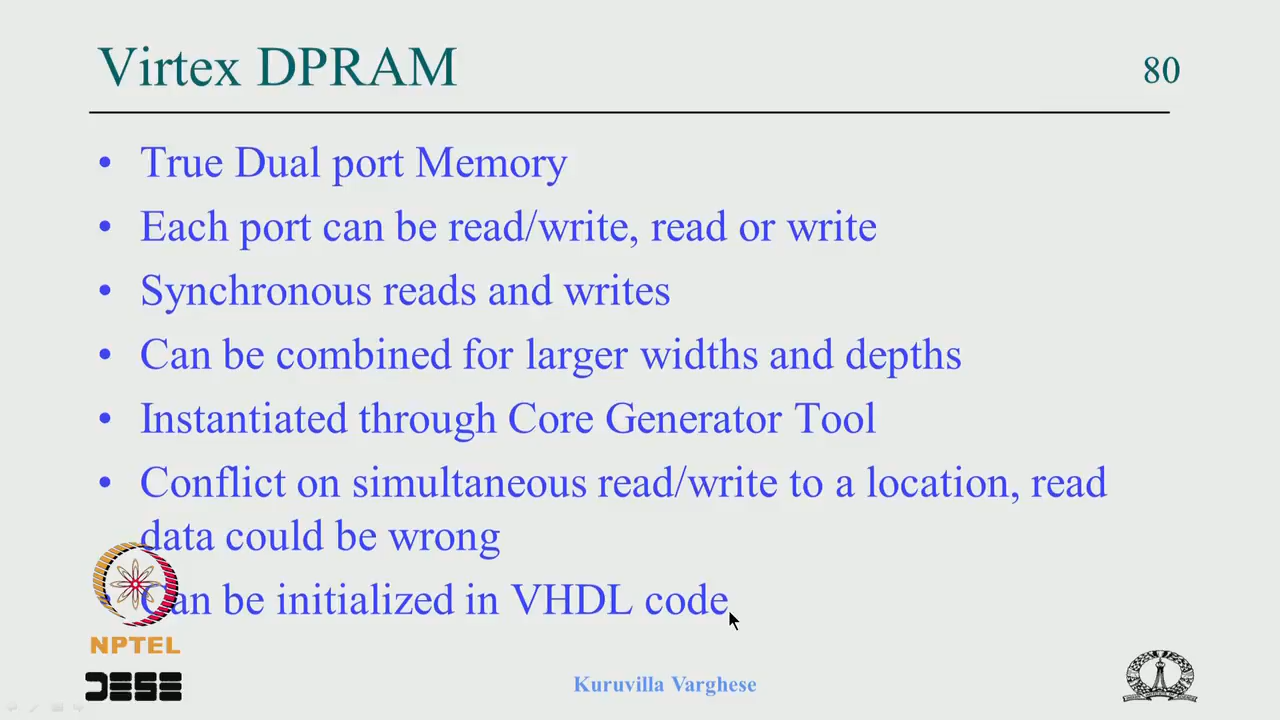 Virtex DPRAM
80
• True Dual port Memory
• Each port can be read/write, read or write
• Synchronous reads and writes
• Can be combined for larger widths and depths
• Instantiated through Core Generator Tool
• Conflict on simultaneous read/write to a location, read
data could be wrong
• Can be initialized in VHDL code
NPTEL
DESE
Kuruvilla Varghese